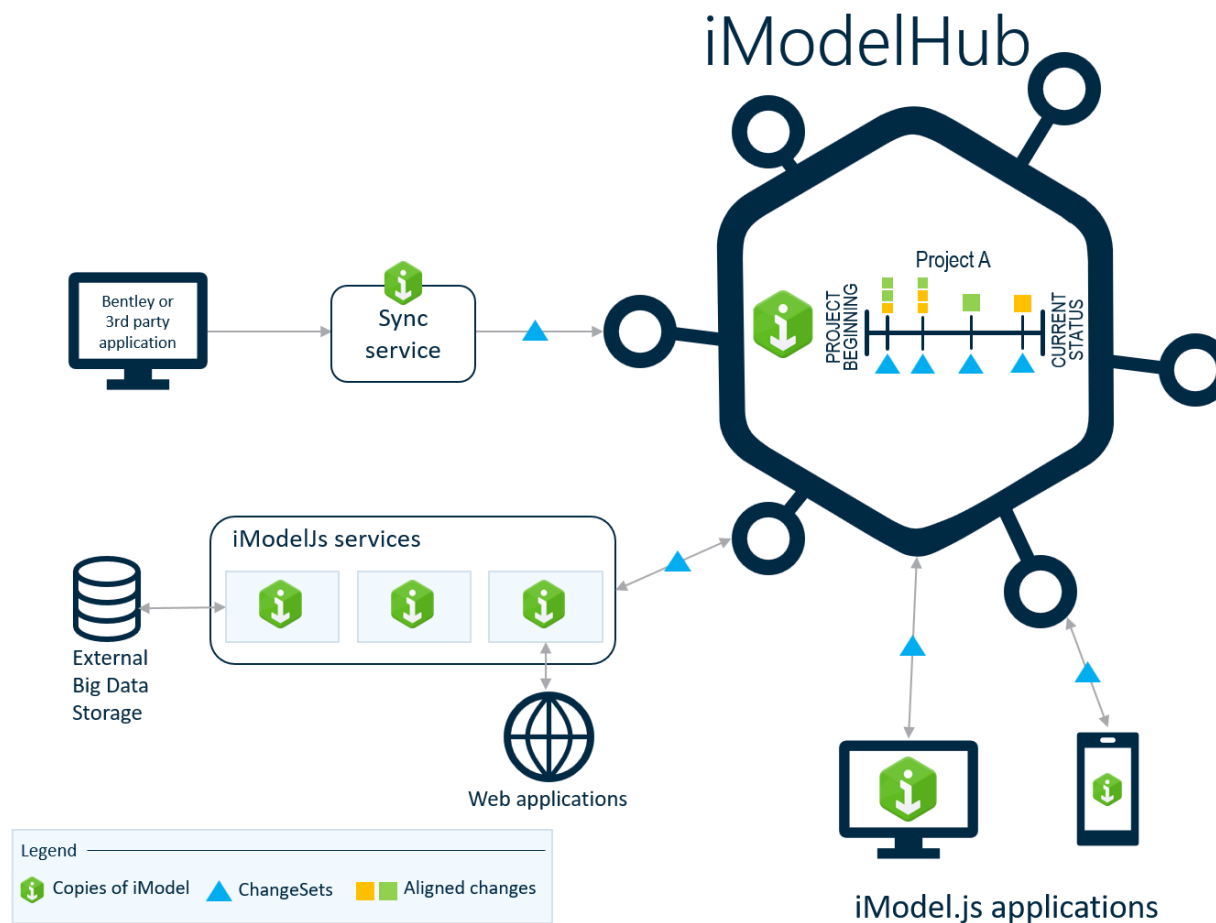 iModelHub
Project A
PROJECT
BEGINNING
CURRENT
STATUS
Bentley or
3rd party
application
Sync
service
iModelJs services
External
Big Data
Storage
Web applications
Legend
Copies of iModel
ChangeSets
Aligned changes
iModel.js applications